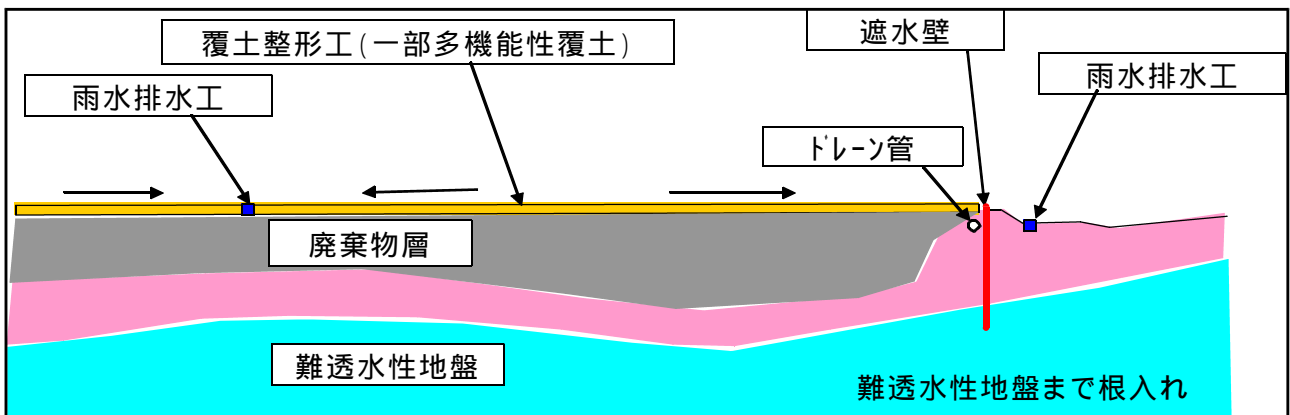 覆土整形工(一部多機能性覆土)
遮水壁
雨水排水工
雨水排水工
ﾄﾞﾚｰﾝ管
廃棄物層
難透水性地盤
難透水性地盤まで根入れ